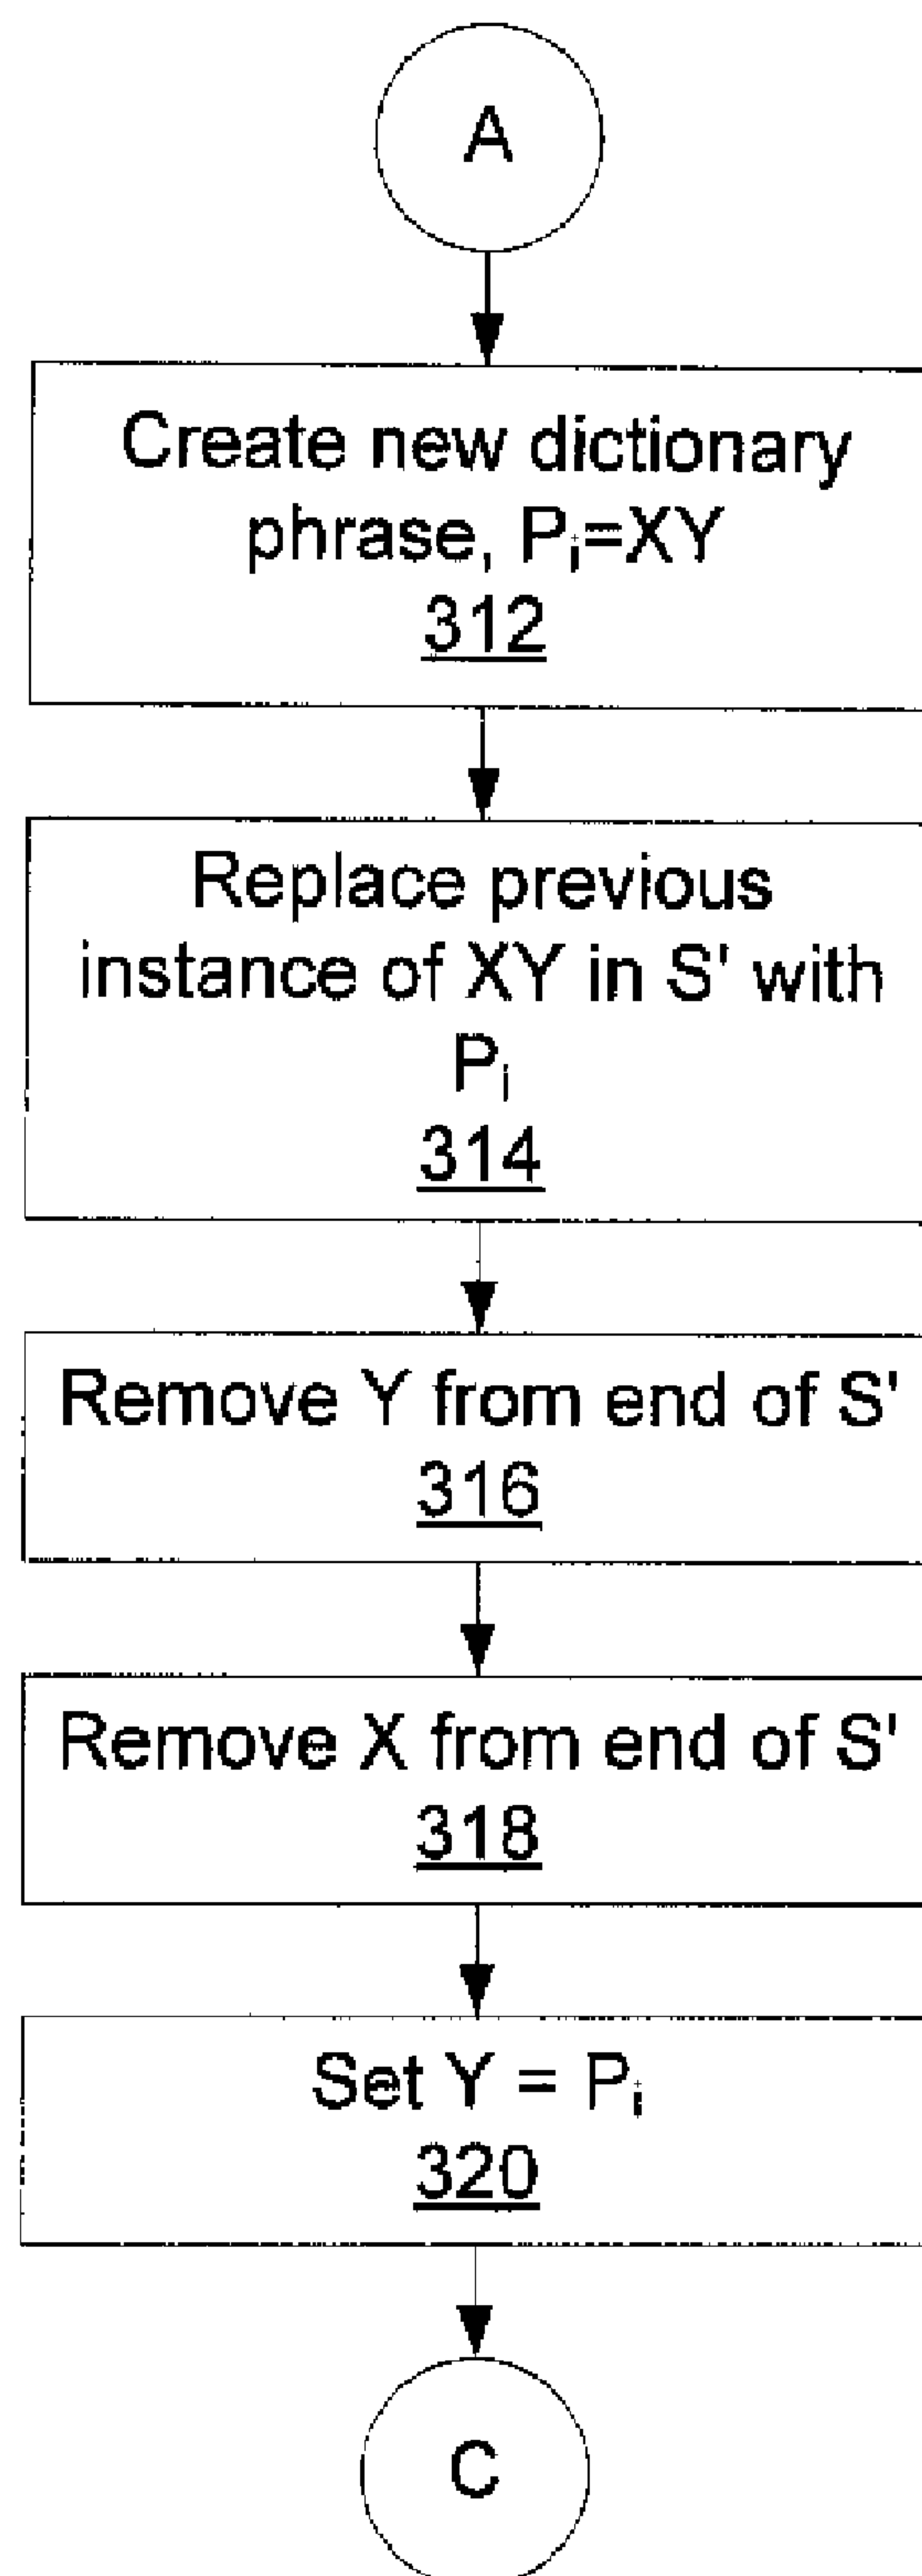 A
Create new dictionary
phrase, Pi=XY
312
Replace previous
instance of XY in S' with
Pi
314
Remove Y from end of S'
316
Remove X from end of S'
318
Set Y = Pi
320
C